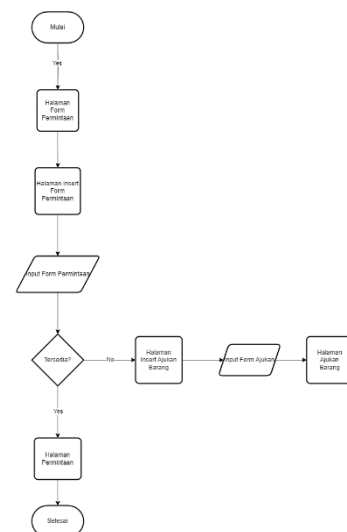 Mulai
Yes
Halaman
Form
Permintaan
Halaman Insert
Form
Permintaan
Input Form Permintaan
Tersedia?
No
Halaman
Insert Ajukan
Barang
Input Form Ajukan
Halaman
Ajukan
Barang
Yes
Halaman
Permintaan
Selesai